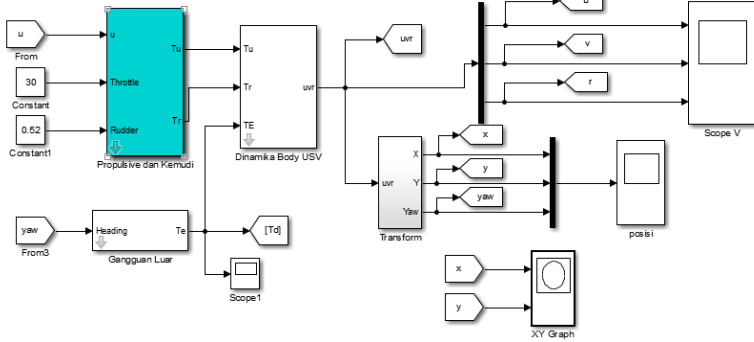 u
From
30
Constant
0.52
Constant1
u
Throttle
Rudder
Tu
Tr
Propulsive dan Kemudi
Tu
Tr
TE
uvr
Dinamika Body USV
uvr
u
v
r
Scope V
uvr
X
Y
Yaw
Transform
x
y
yaw
posisi
yaw
From3
Heading
Te
Gangguan Luar
[Td]
Scope1
x
y
XY Graph